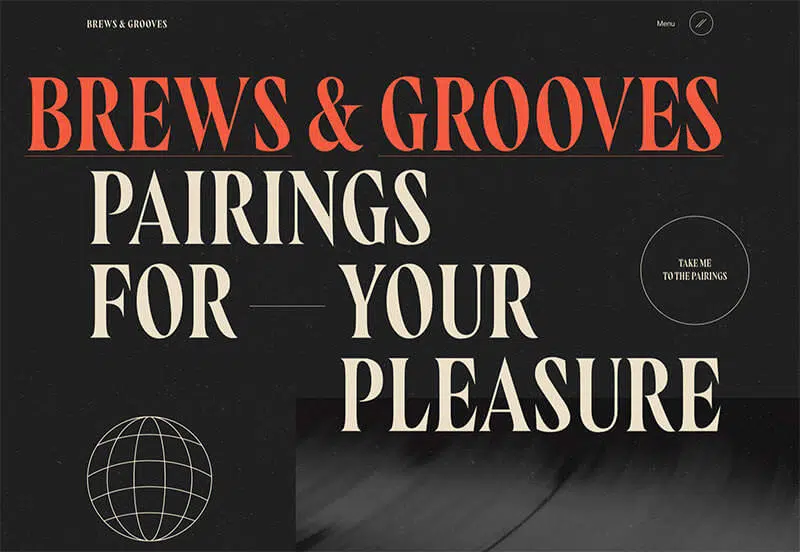 BREWS & GROOVES
Menu
BREWS & GROOVES
PAIRINGS
FOR — YOUR
PLEASURE
TAKE ME
TO THE PAIRINGS